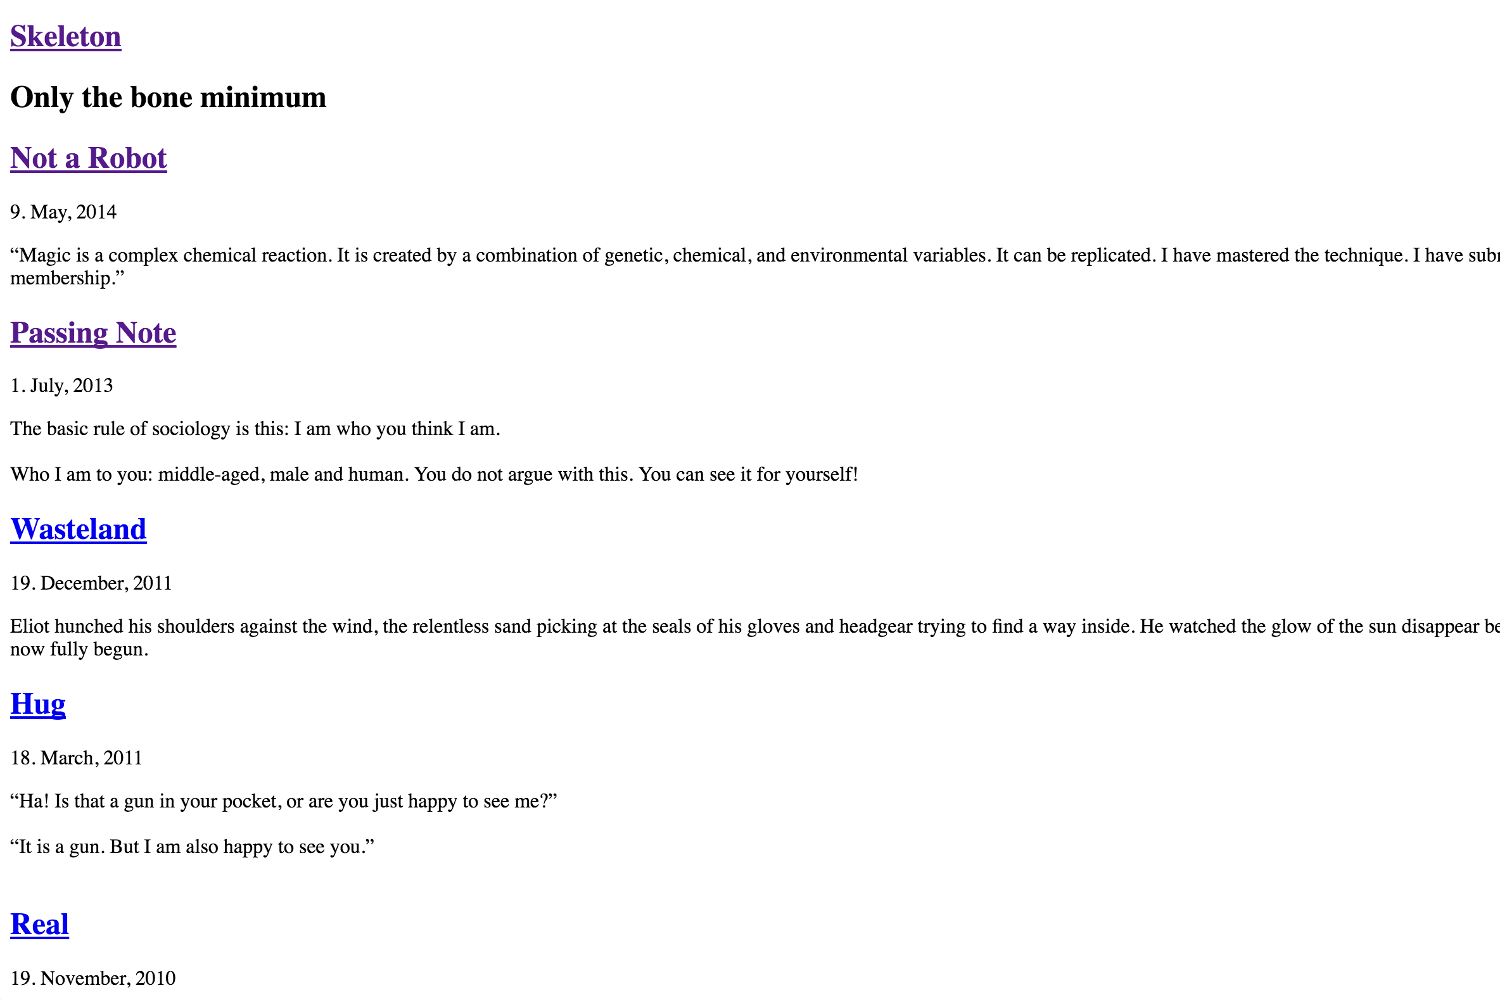 Skeleton
Only the bone minimum
Not a Robot
9. May, 2014
“Magic is a complex chemical reaction. It is created by a combination of genetic, chemical, and environmental variables. It can be replicated. I have mastered the technique. I have
membership.”
Passing Note
1. July, 2013
The basic rule of sociology is this: I am who you think I am.
Who I am to you: middle-aged, male and human. You do not argue with this. You can see it for yourself!
Wasteland
19. December, 2011
Eliot hunched his shoulders against the wind, the relentless sand picking at the seals of his gloves and headgear trying to find a way inside. He watched the glow of the sun disappear
now fully begun.
Hug
18. March, 2011
“Ha! Is that a gun in your pocket, or are you just happy to see me?”
“It is a gun. But I am also happy to see you.”
Real
19. November, 2010